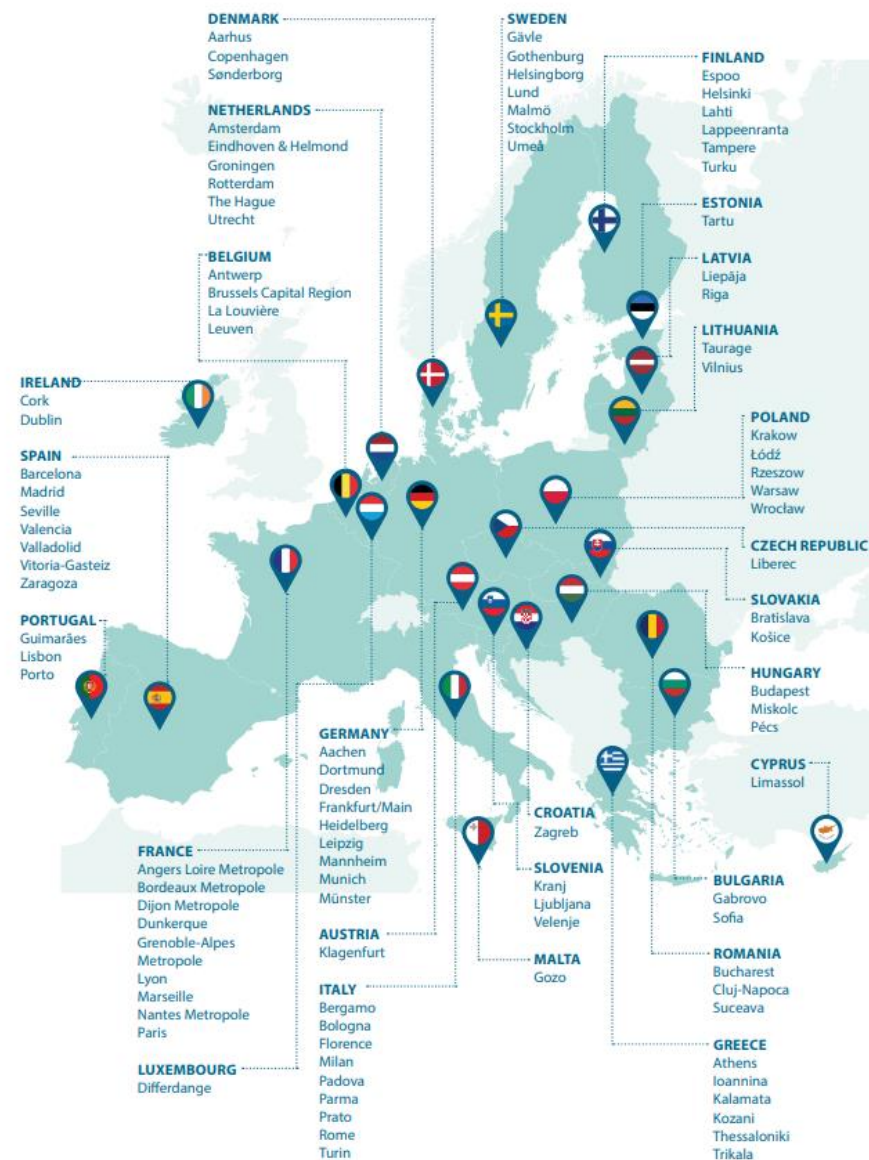 DENMARK
Aarhus
Copenhagen
Sønderborg
NETHERLANDS
Amsterdam
Eindhoven & Helmond
Groningen
Rotterdam
The Hague
Utrecht
BELGIUM
Antwerp
Brussels Capital Region
La Louvière
Leuven
IRELAND
Cork
Dublin
SPAIN
Barcelona
Madrid
Seville
Valencia
Valladolid
Vitoria-Gasteiz
Zaragoza
PORTUGAL
Guimarães
Lisbon
Porto
SWEDEN
Gävle
Gothenburg
Helsingborg
Lund
Malmö
Stockholm
Umeå
FINLAND
Espoo
Helsinki
Lahti
Lappeenranta
Tampere
Turku
ESTONIA
Tartu
LATVIA
Liepāja
Riga
LITHUANIA
Taurage
Vilnius
POLAND
Krakow
Łódź
Rzeszow
Warsaw
Wrocław
CZECH REPUBLIC
Liberec
SLOVAKIA
Bratislava
Košice
HUNGARY
Budapest
Miskolc
Pécs
CYPRUS
Limassol
FRANCE
Angers Loire Metropole
Bordeaux Metropole
Dijon Metropole
Dunkerque
Grenoble-Alpes
Metropole
Lyon
Marseille
Nantes Metropole
Paris
LUXEMBOURG
Differdange
GERMANY
Aachen
Dortmund
Dresden
Frankfurt/Main
Heidelberg
Leipzig
Mannheim
Munich
Münster
AUSTRIA
Klagenfurt
ITALY
Bergamo
Bologna
Florence
Milan
Padova
Parma
Prato
Rome
Turin
CROATIA
Zagreb
SLOVENIA
Kranj
Ljubljana
Velenje
MALTA
Gozo
BULGARIA
Gabrovo
Sofia
ROMANIA
Bucharest
Cluj-Napoca
Suceava
GREECE
Athens
Ioannina
Kalamata
Kozani
Thessaloniki
Trikala